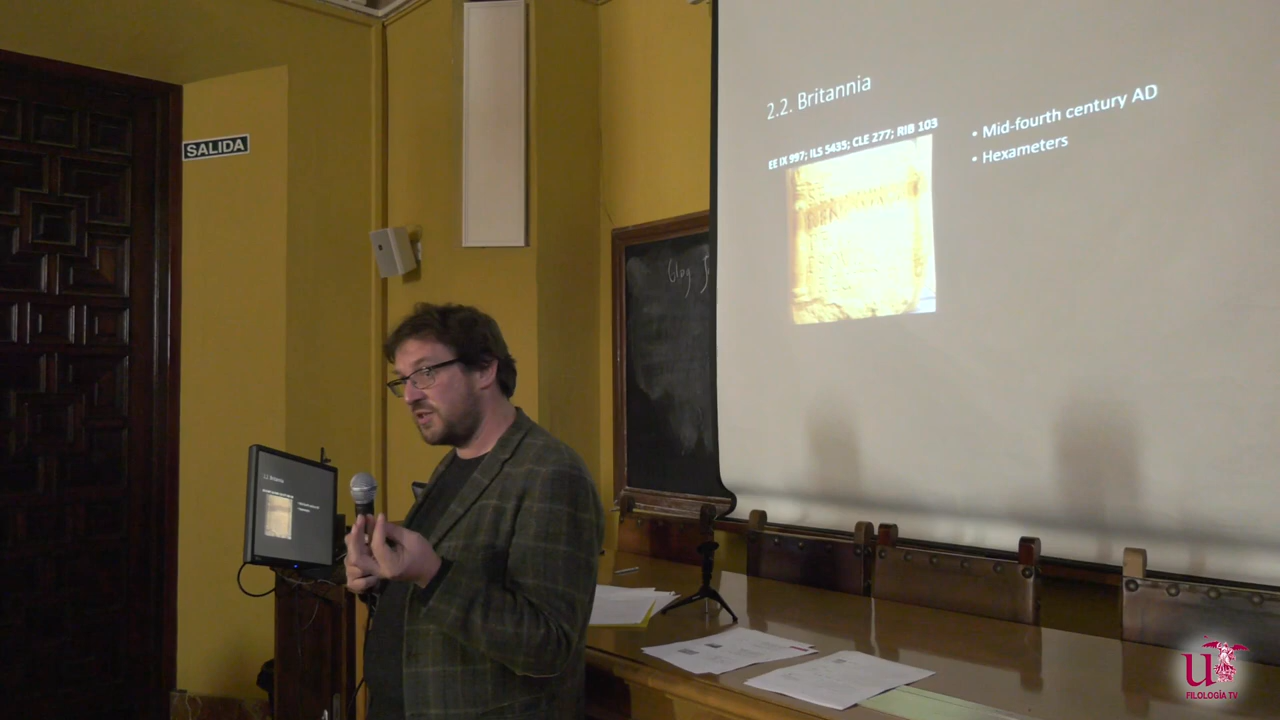 SALIDA
2.2. Britannia
EE IX 997; ILS 5435; CLE 277; RIB 103
• Mid-fourth century AD
• Hexameters
FILOLOGÍA TV